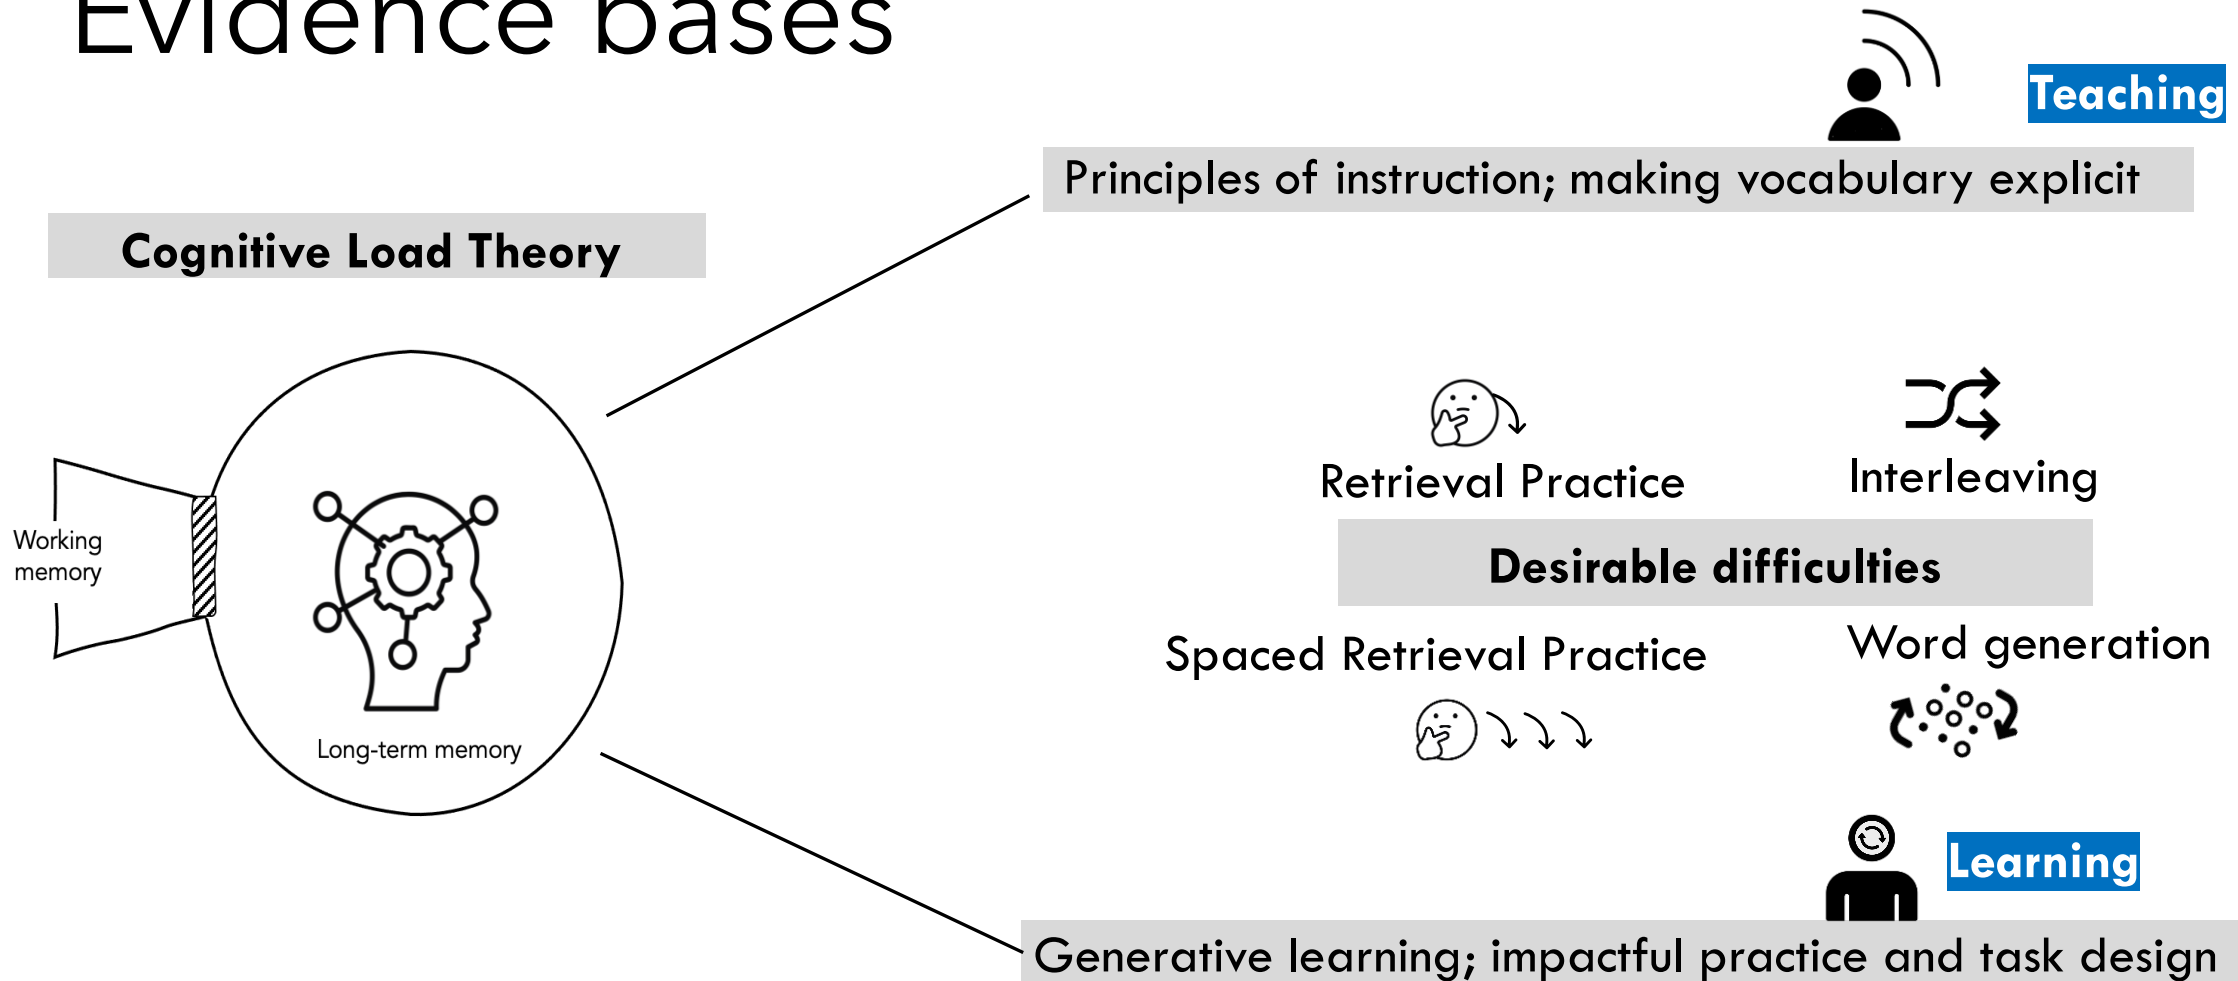 Evidence bases
Teaching
Principles of instruction; making vocabulary explicit
Cognitive Load Theory
Retrieval Practice
Interleaving
Desirable difficulties
Working
memory
Spaced Retrieval Practice
Word generation
Long-term memory
Learning
Generative learning; impactful practice and task design